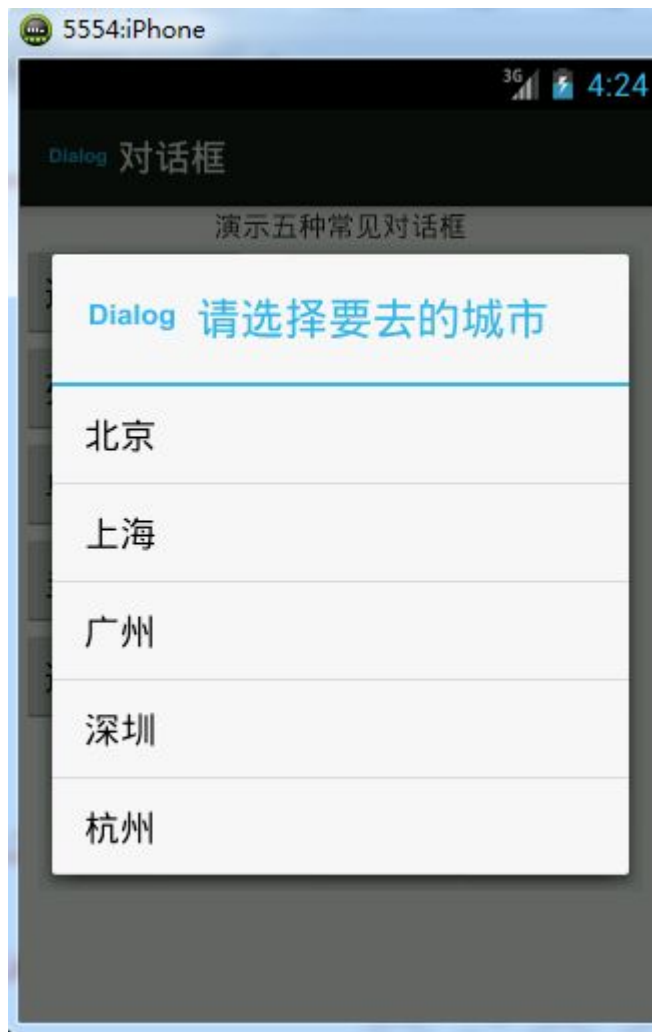 5554:iPhone
3G 4:24
Dialog 对话框
演示五种常见对话框
Dialog 请选择要去的城市
北京
上海
广州
深圳
杭州